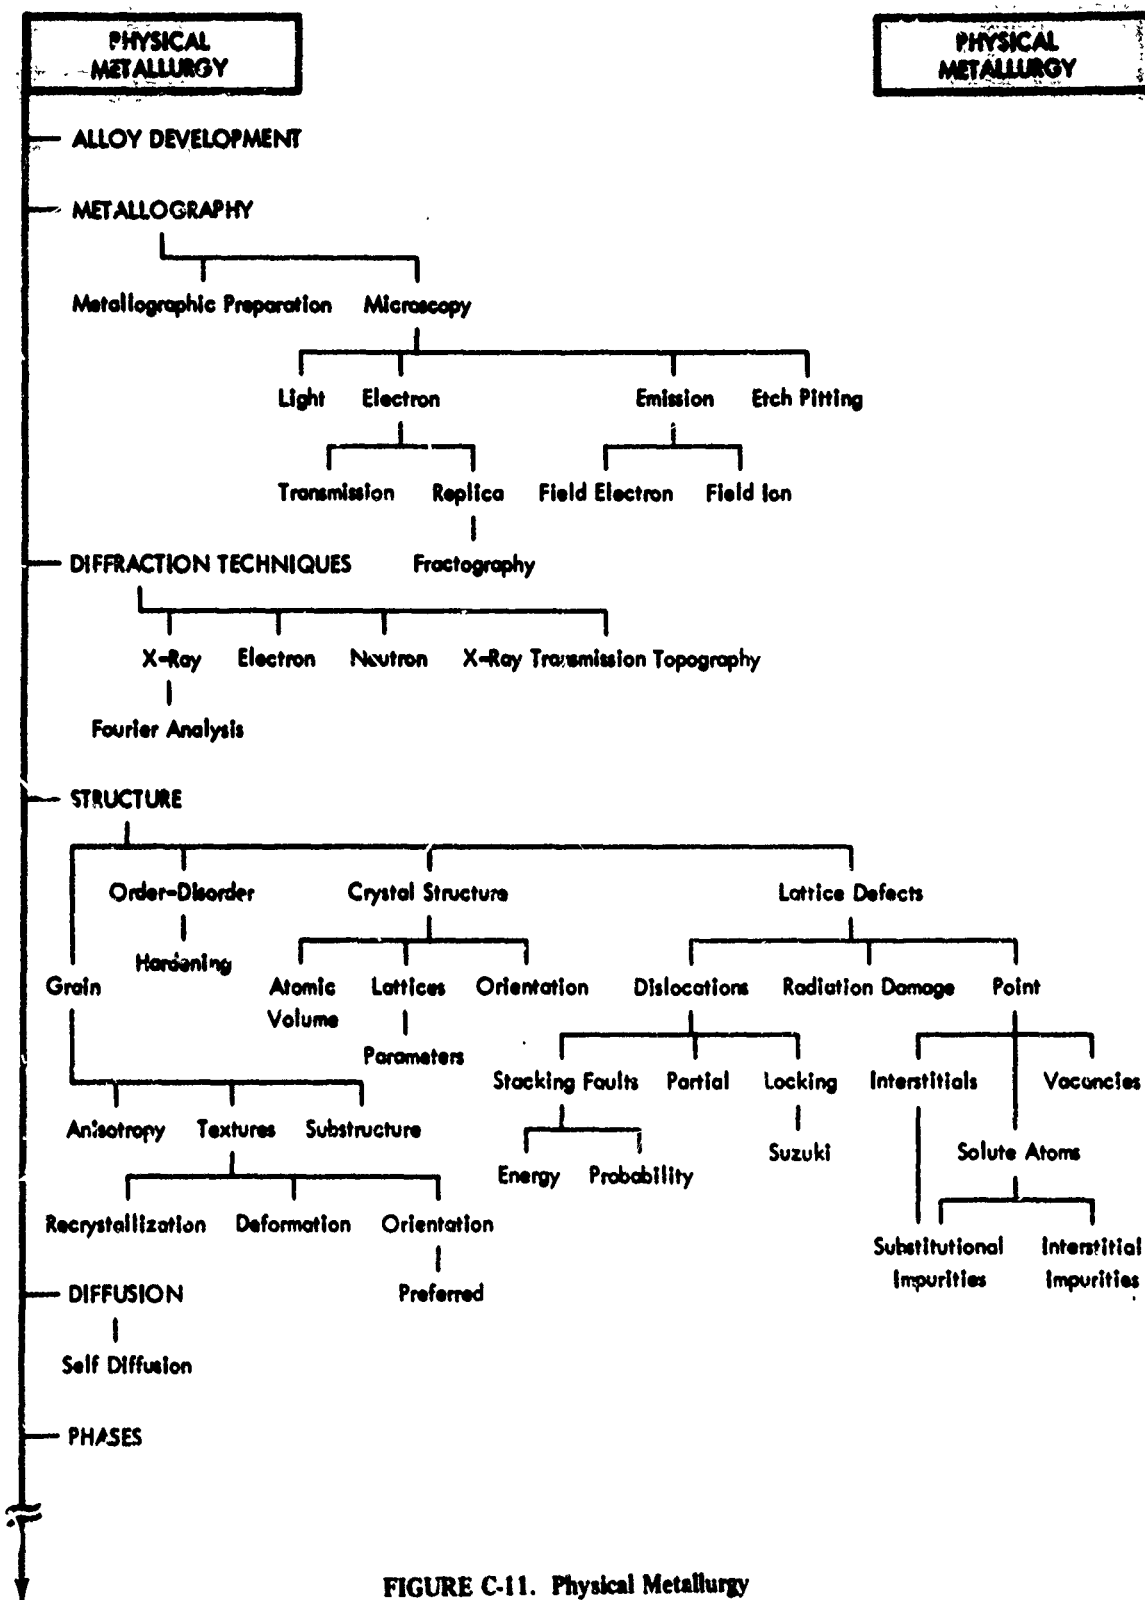 PHYSICAL
METALLURGY
PHYSICAL
METALLURGY
ALLOY DEVELOPMENT
METALLOGRAPHY
Metallographic Preparation Microscopy
Light Electron Emission Etch Pitting
Transmission Replica Field Electron Field Ion
DIFFRACTION TECHNIQUES Fractography
X-Ray Electron Neutron X-Ray Transmission Topography
Fourier Analysis
STRUCTURE
Order-Disorder Crystal Structure Lattice Defects
Hardening
Grain Atomic Lattices Orientation Dislocations Radiation Damage Point
Volume
Parameters
Stacking Faults Partial Locking Interstitials Vacancies
Anisotropy Textures Substructure
Suzuki Solute Atoms
Energy Probability
Recrystallization Deformation Orientation
Substitutional Interstitial
Impurities Impurities
DIFFUSION Preferred
Self Diffusion
PHASES
FIGURE C-11. Physical Metallurgy